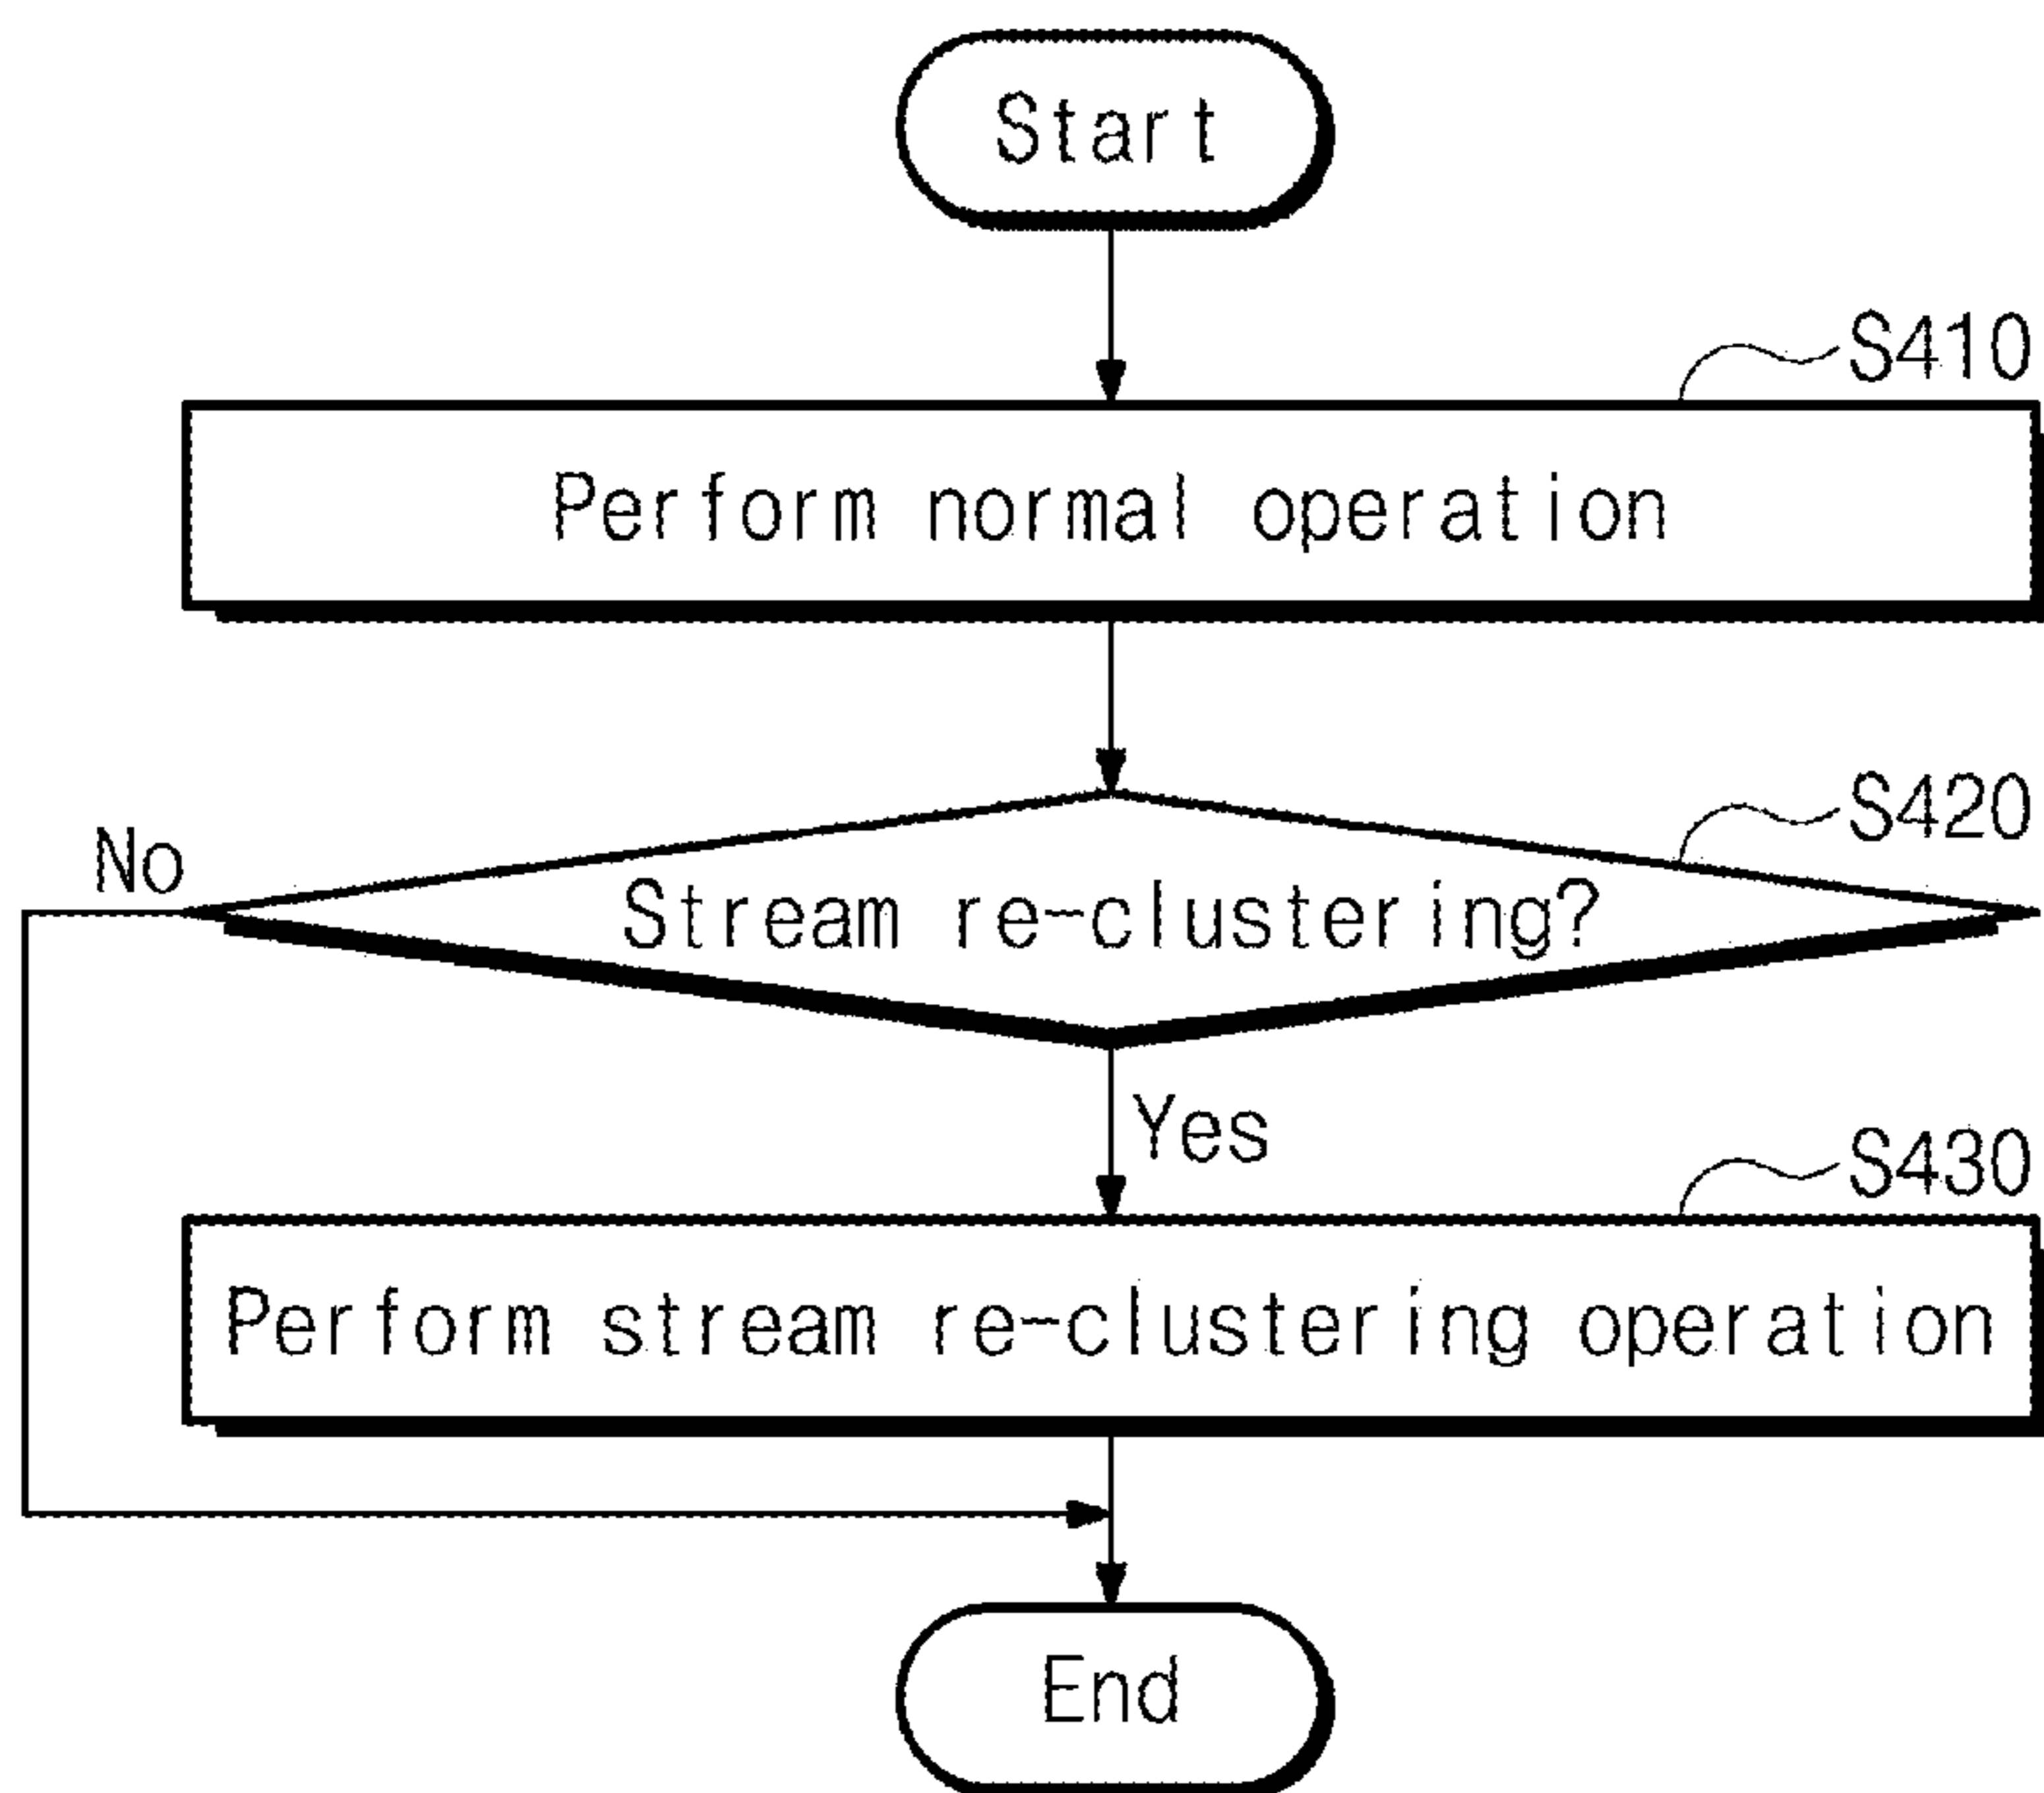 Start
S410
Perform normal operation
S420
No
Stream re-clustering?
Yes
S430
Perform stream re-clustering operation
End